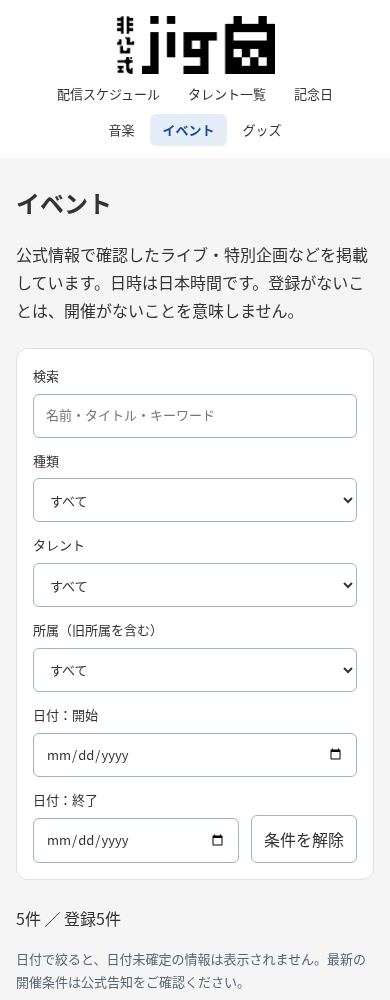 非公式 jig
配信スケジュール タレント一覧 記念日
音楽 イベント グッズ
イベント
公式情報で確認したライブ・特別企画などを掲載
しています。日時は日本時間です。登録がないこ
とは、開催がないことを意味しません。
検索
名前・タイトル・キーワード
種類
すべて
タレント
すべて
所属（旧所属を含む）
すべて
日付：開始
mm/dd/yyyy
日付：終了
mm/dd/yyyy 条件を解除
5件 ／ 登録5件
日付で絞ると、日付未確定の情報は表示されません。最新の
開催条件は公式告知をご確認ください。